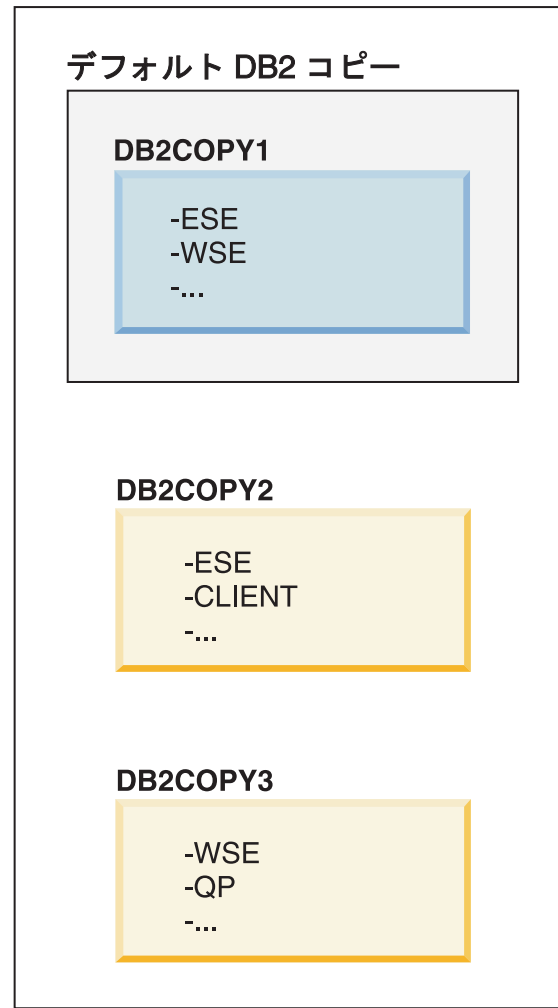 デフォルト DB2 コピー
DB2COPY1
-ESE
-WSE
-...
DB2COPY2
-ESE
-CLIENT
-...
DB2COPY3
-WSE
-QP
-...